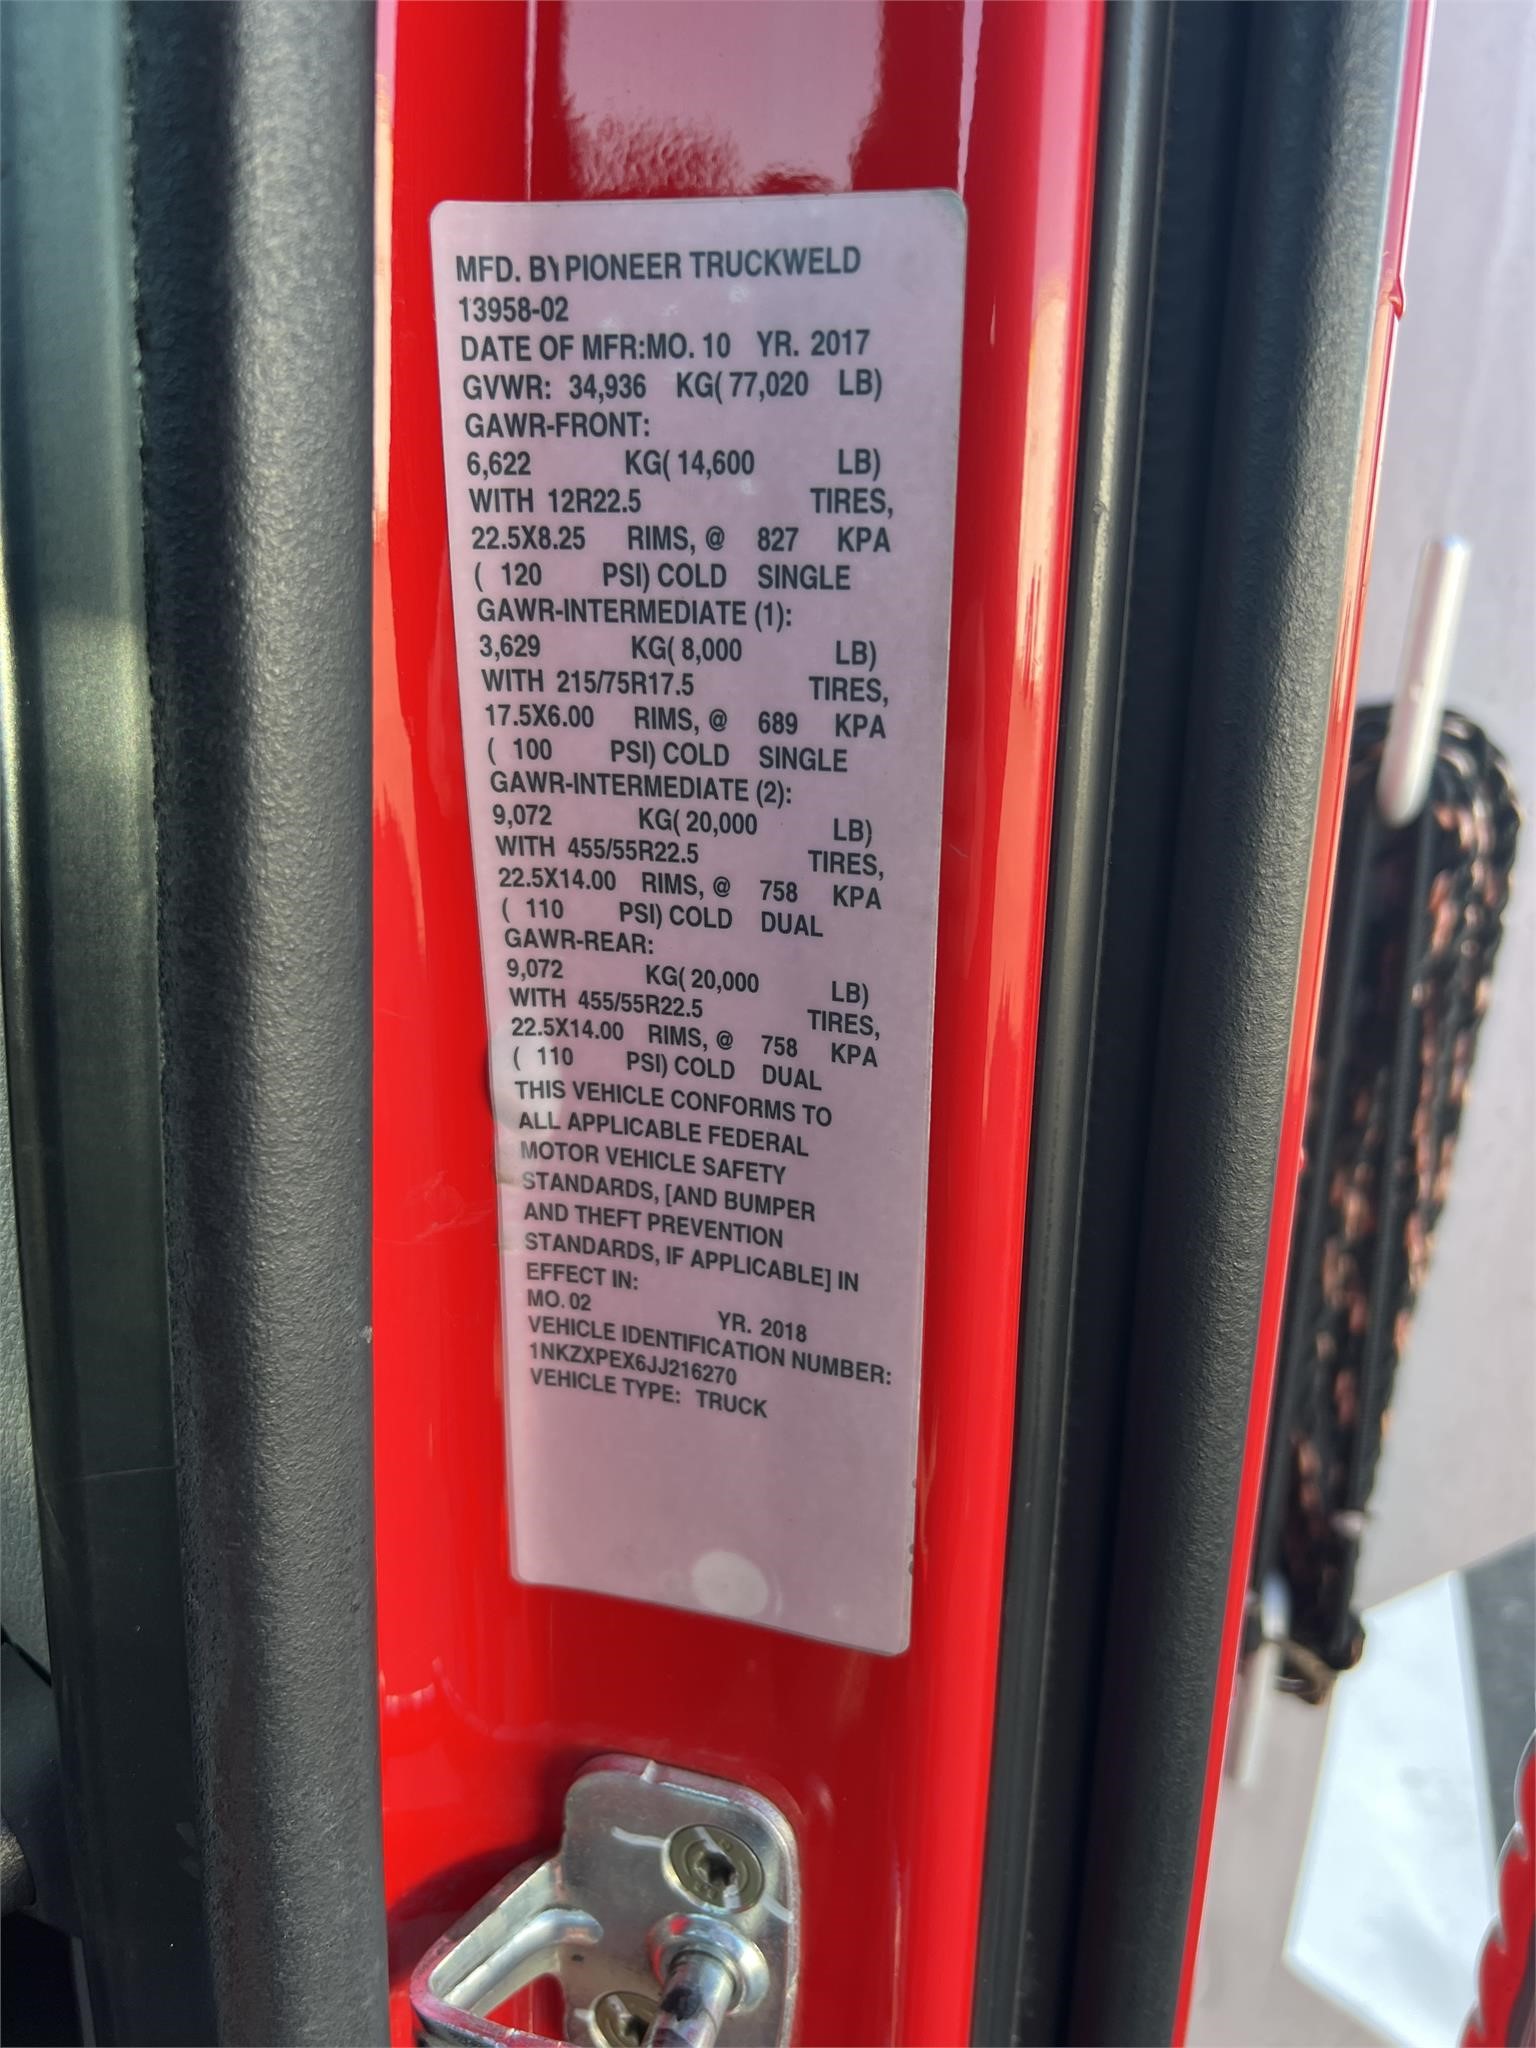 MFD. BY PIONEER TRUCKWELD
13958-02
DATE OF MFR:MO. 10 YR. 2017
GVWR: 34,936 KG( 77,020 LB)
GAWR-FRONT:
6,622 KG( 14,600 LB)
WITH 12R22.5 TIRES,
22.5X8.25 RIMS, @ 827 KPA
( 120 PSI) COLD SINGLE
GAWR-INTERMEDIATE (1):
3,629 KG( 8,000 LB)
WITH 215/75R17.5 TIRES,
17.5X6.00 RIMS, @ 689 KPA
( 100 PSI) COLD SINGLE
GAWR-INTERMEDIATE (2):
9,072 KG( 20,000 LB)
WITH 455/55R22.5 TIRES,
22.5X14.00 RIMS, @ 758 KPA
( 110 PSI) COLD DUAL
GAWR-REAR:
9,072 KG( 20,000 LB)
WITH 455/55R22.5 TIRES,
22.5X14.00 RIMS, @ 758 KPA
( 110 PSI) COLD DUAL
THIS VEHICLE CONFORMS TO
ALL APPLICABLE FEDERAL
MOTOR VEHICLE SAFETY
STANDARDS, [AND BUMPER
AND THEFT PREVENTION
STANDARDS, IF APPLICABLE] IN
EFFECT IN:
MO. 02 YR. 2018
VEHICLE IDENTIFICATION NUMBER:
1NKZXPEX6JJ216270
VEHICLE TYPE: TRUCK